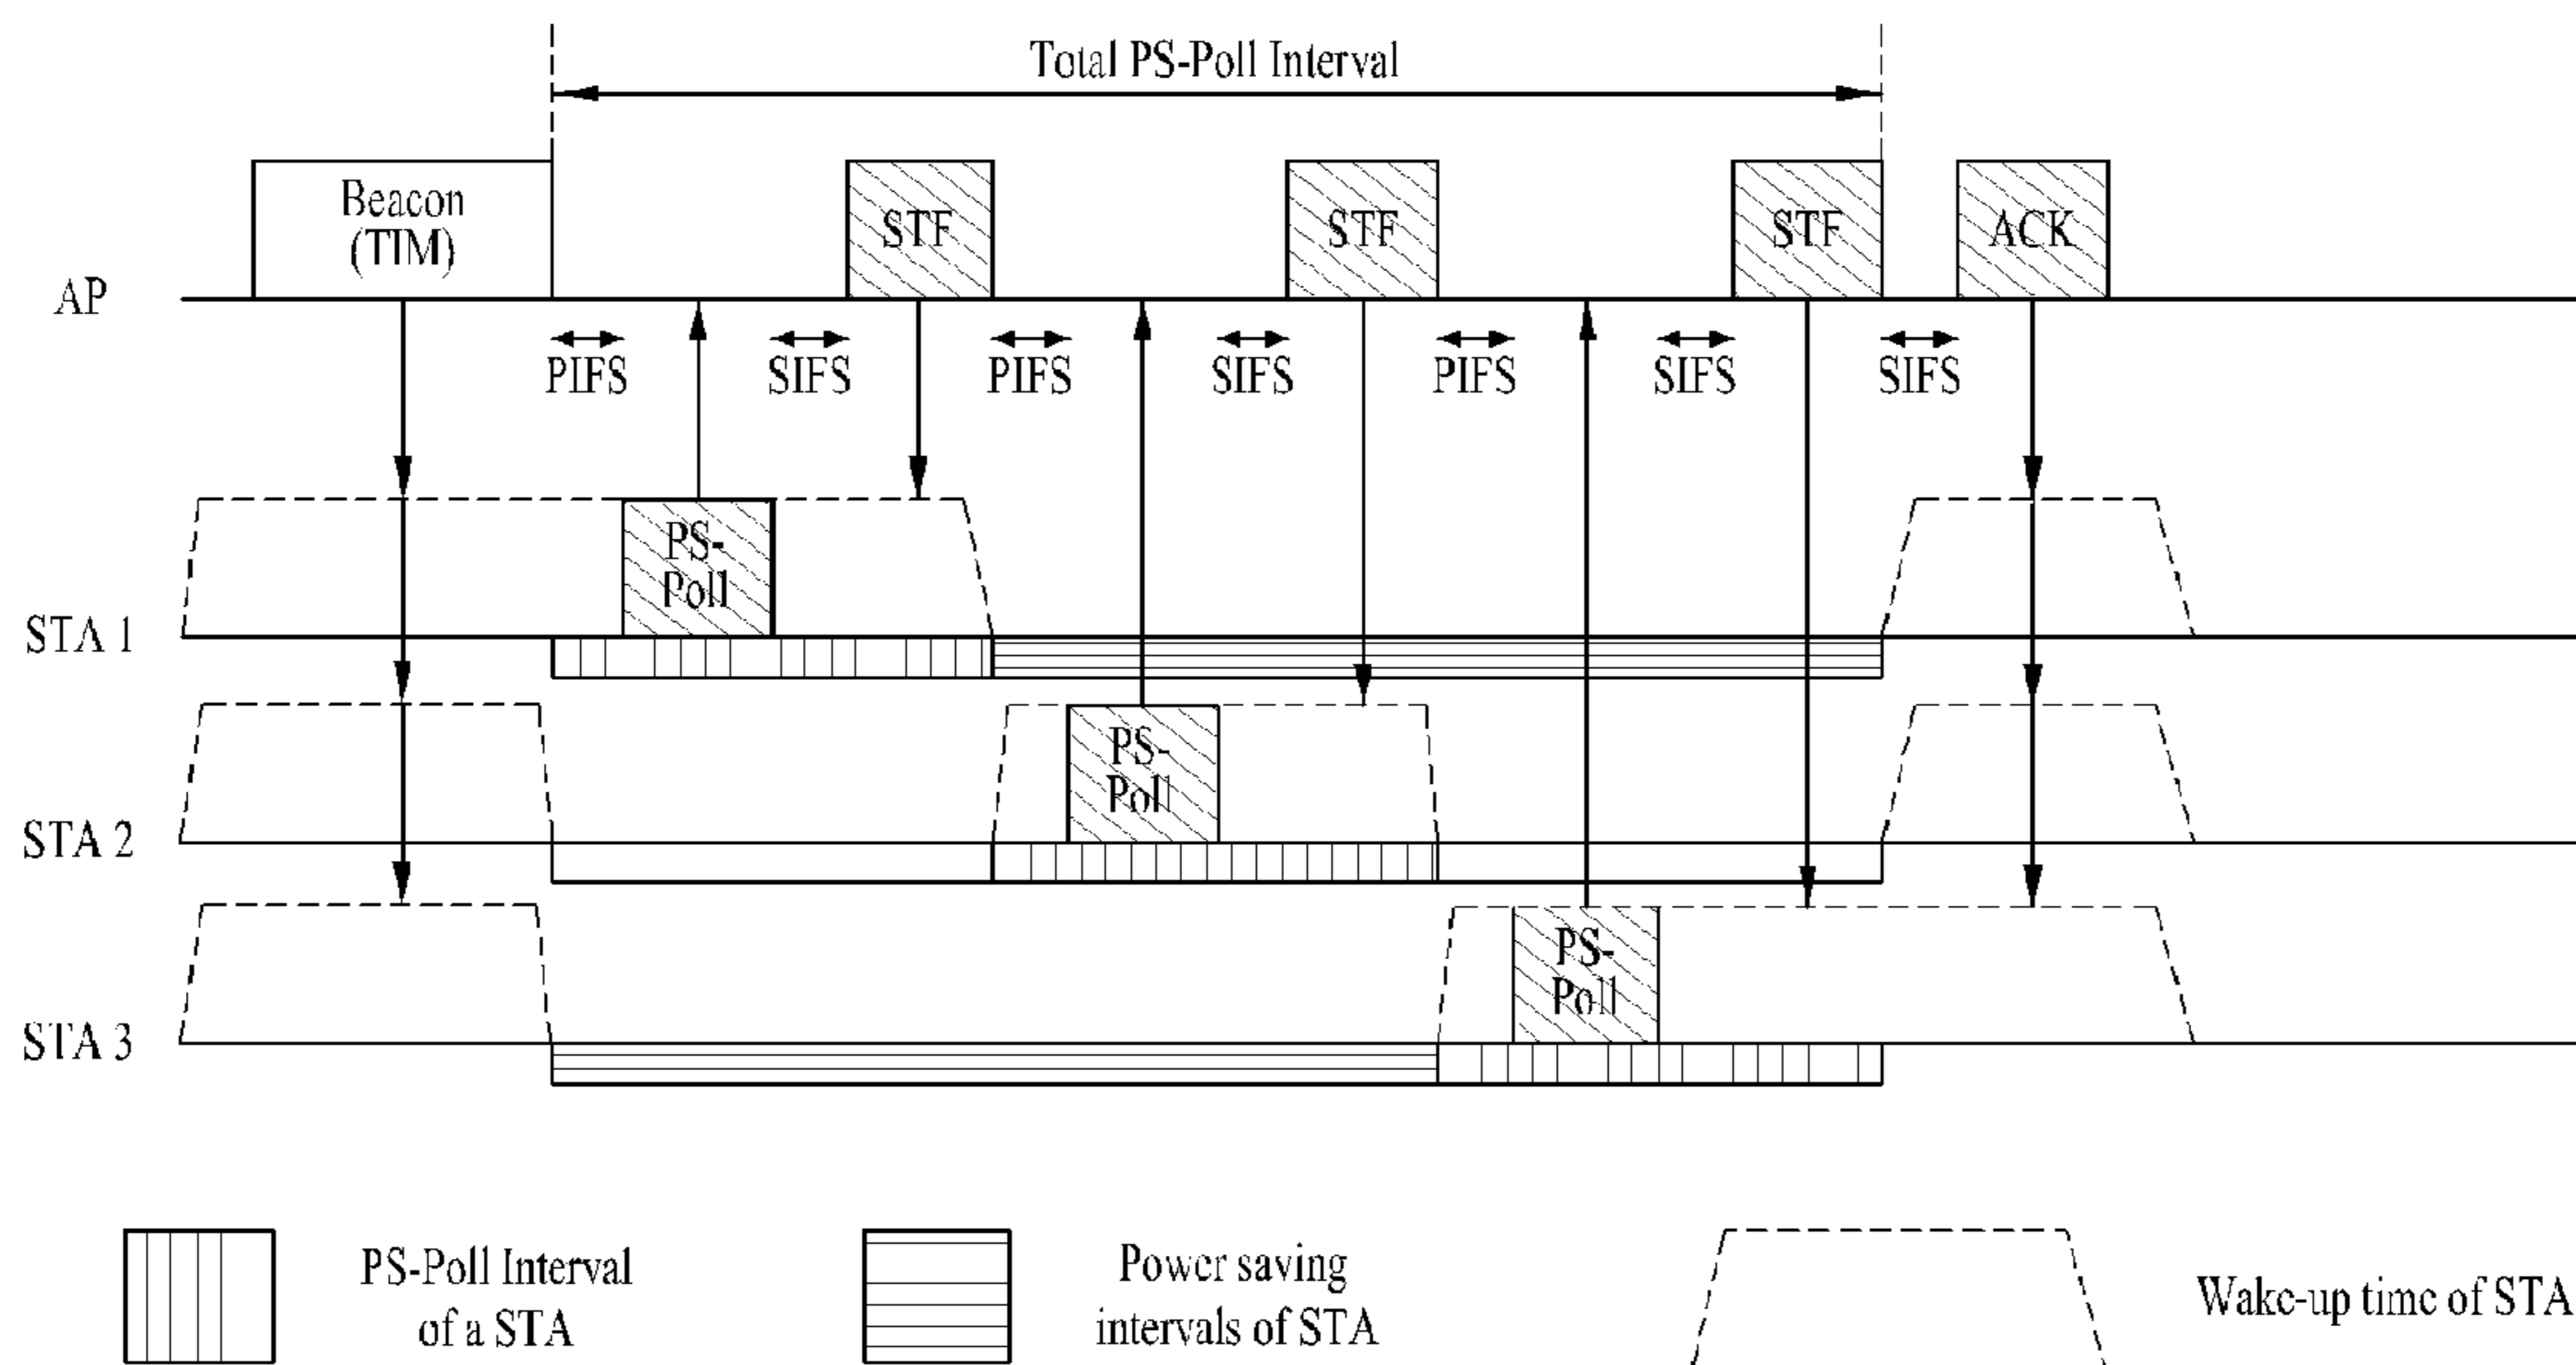 Total PS-Poll Interval
Beacon
(TIM)
STF
STF
STF
ACK
AP
PIFS
SIFS
PIFS
SIFS
PIFS
SIFS
SIFS
PS-
Poll
STA 1
PS-
Poll
STA 2
PS-
Poll
STA 3
PS-Poll Interval
of a STA
Power saving
intervals of STA
Wake-up time of STA